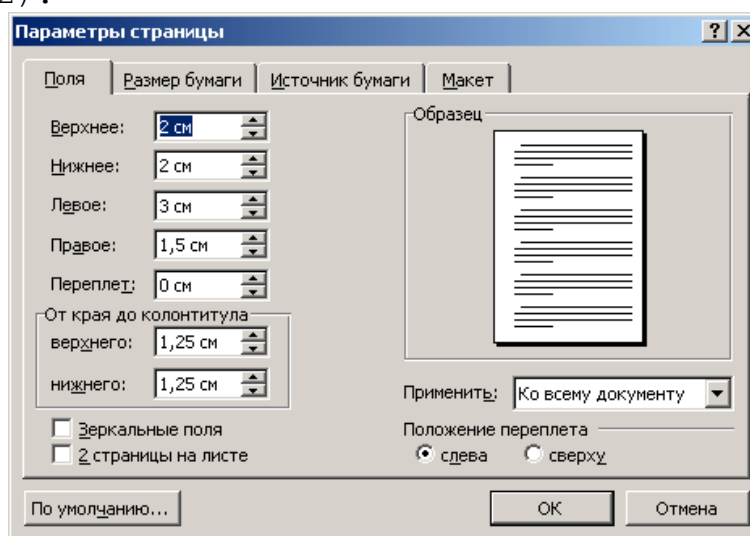 2).
Параметры страницы
Поля Размер бумаги Источник бумаги Макет
Верхнее: 2 см
Нижнее: 2 см
Левое: 3 см
Правое: 1,5 см
Переплет: 0 см
От края до колонтитула
верхнего: 1,25 см
нижнего: 1,25 см
Зеркальные поля
2 страницы на листе
Образец
Применить: Ко всему документу
Положение переплета
слева сверху
По умолчанию... ОК Отмена